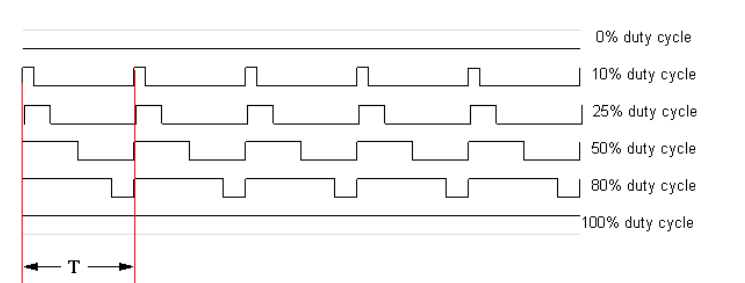 0% duty cycle
10% duty cycle
25% duty cycle
50% duty cycle
80% duty cycle
100% duty cycle
T